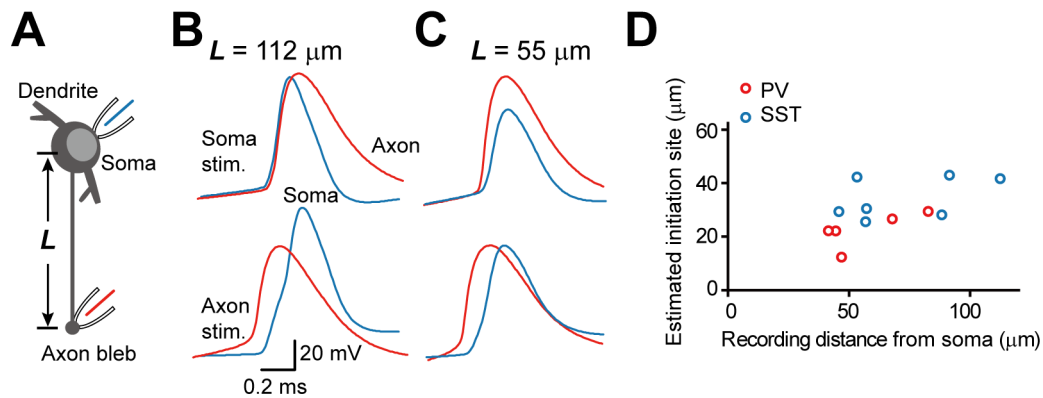 A
Dendrite
Soma
L
Axon bleb
B
L = 112 μm
Soma
stim.
Axon
Soma
Axon
stim.
20 mV
0.2 ms
C
L = 55 μm
D
PV
SST
Estimated initiation site (μm)
60
40
20
0
0 50 100
Recording distance from soma (μm)